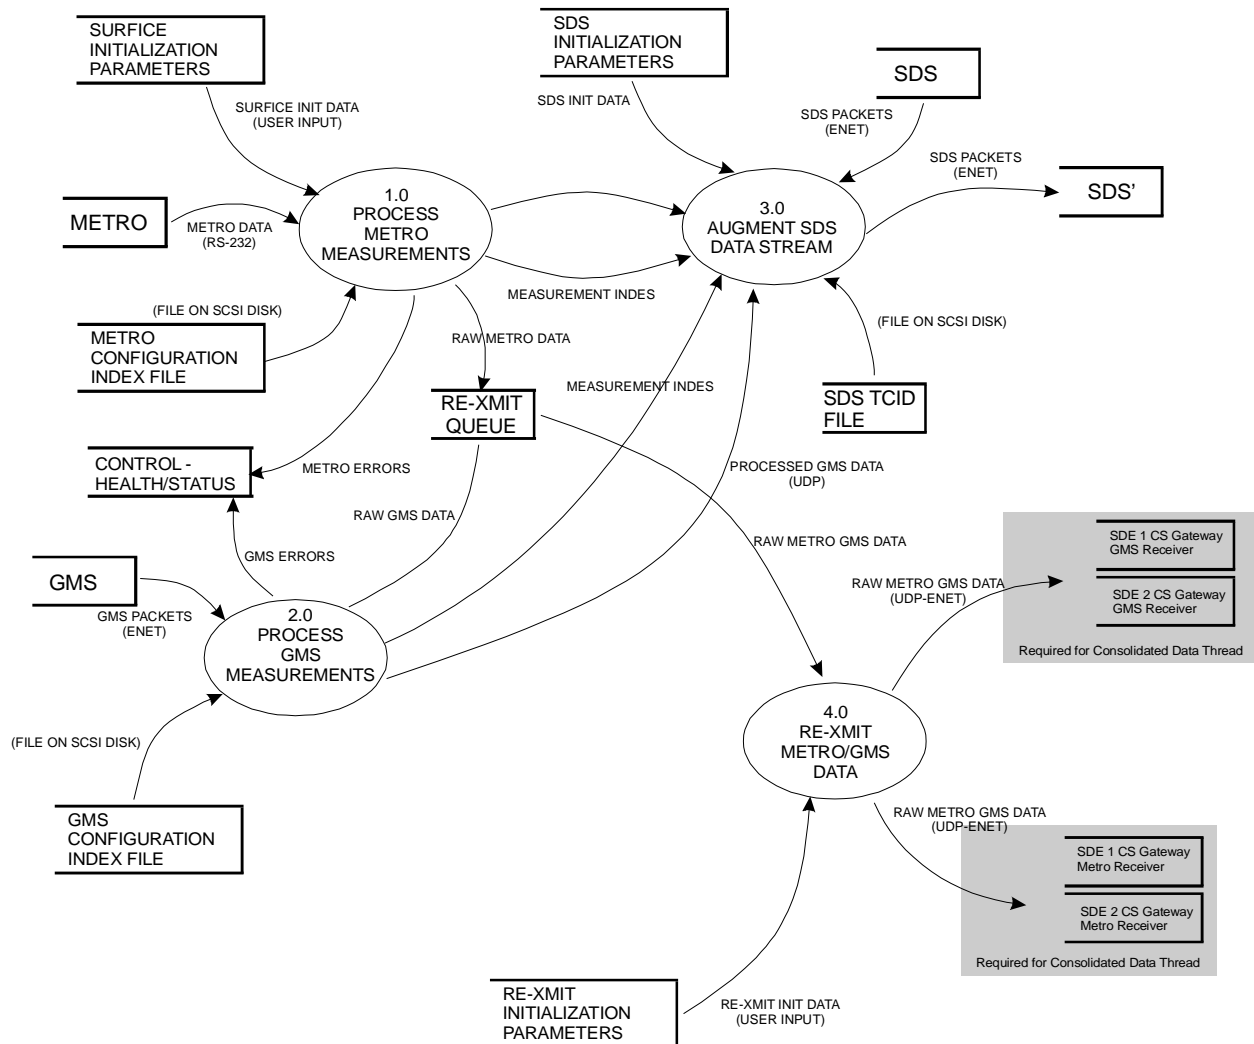 SURFICE
INITIALIZATION
PARAMETERS
SDS
INITIALIZATION
PARAMETERS
SDS
SURFICE INIT DATA
(USER INPUT)
SDS INIT DATA
SDS PACKETS
(ENET)
SDS PACKETS
(ENET)
SDS'
METRO
METRO DATA
(RS-232)
1.0
PROCESS
METRO
MEASUREMENTS
3.0
AUGMENT SDS
DATA STREAM
MEASUREMENT INDES
(FILE ON SCSI DISK)
METRO
CONFIGURATION
INDEX FILE
RAW METRO DATA
(FILE ON SCSI DISK)
MEASUREMENT INDES
RE-XMIT
QUEUE
SDS TCID
FILE
CONTROL -
HEALTH/STATUS
METRO ERRORS
PROCESSED GMS DATA
(UDP)
RAW GMS DATA
GMS ERRORS
RAW METRO GMS DATA
GMS
GMS PACKETS
(ENET)
2.0
PROCESS
GMS
MEASUREMENTS
RAW METRO GMS DATA
(UDP-ENET)
SDE 1 CS Gateway
GMS Receiver
SDE 2 CS Gateway
GMS Receiver
Required for Consolidated Data Thread
4.0
RE-XMIT
METRO/GMS
DATA
(FILE ON SCSI DISK)
GMS
CONFIGURATION
INDEX FILE
RAW METRO GMS DATA
(UDP-ENET)
SDE 1 CS Gateway
Metro Receiver
SDE 2 CS Gateway
Metro Receiver
Required for Consolidated Data Thread
RE-XMIT
INITIALIZATION
PARAMETERS
RE-XMIT INIT DATA
(USER INPUT)